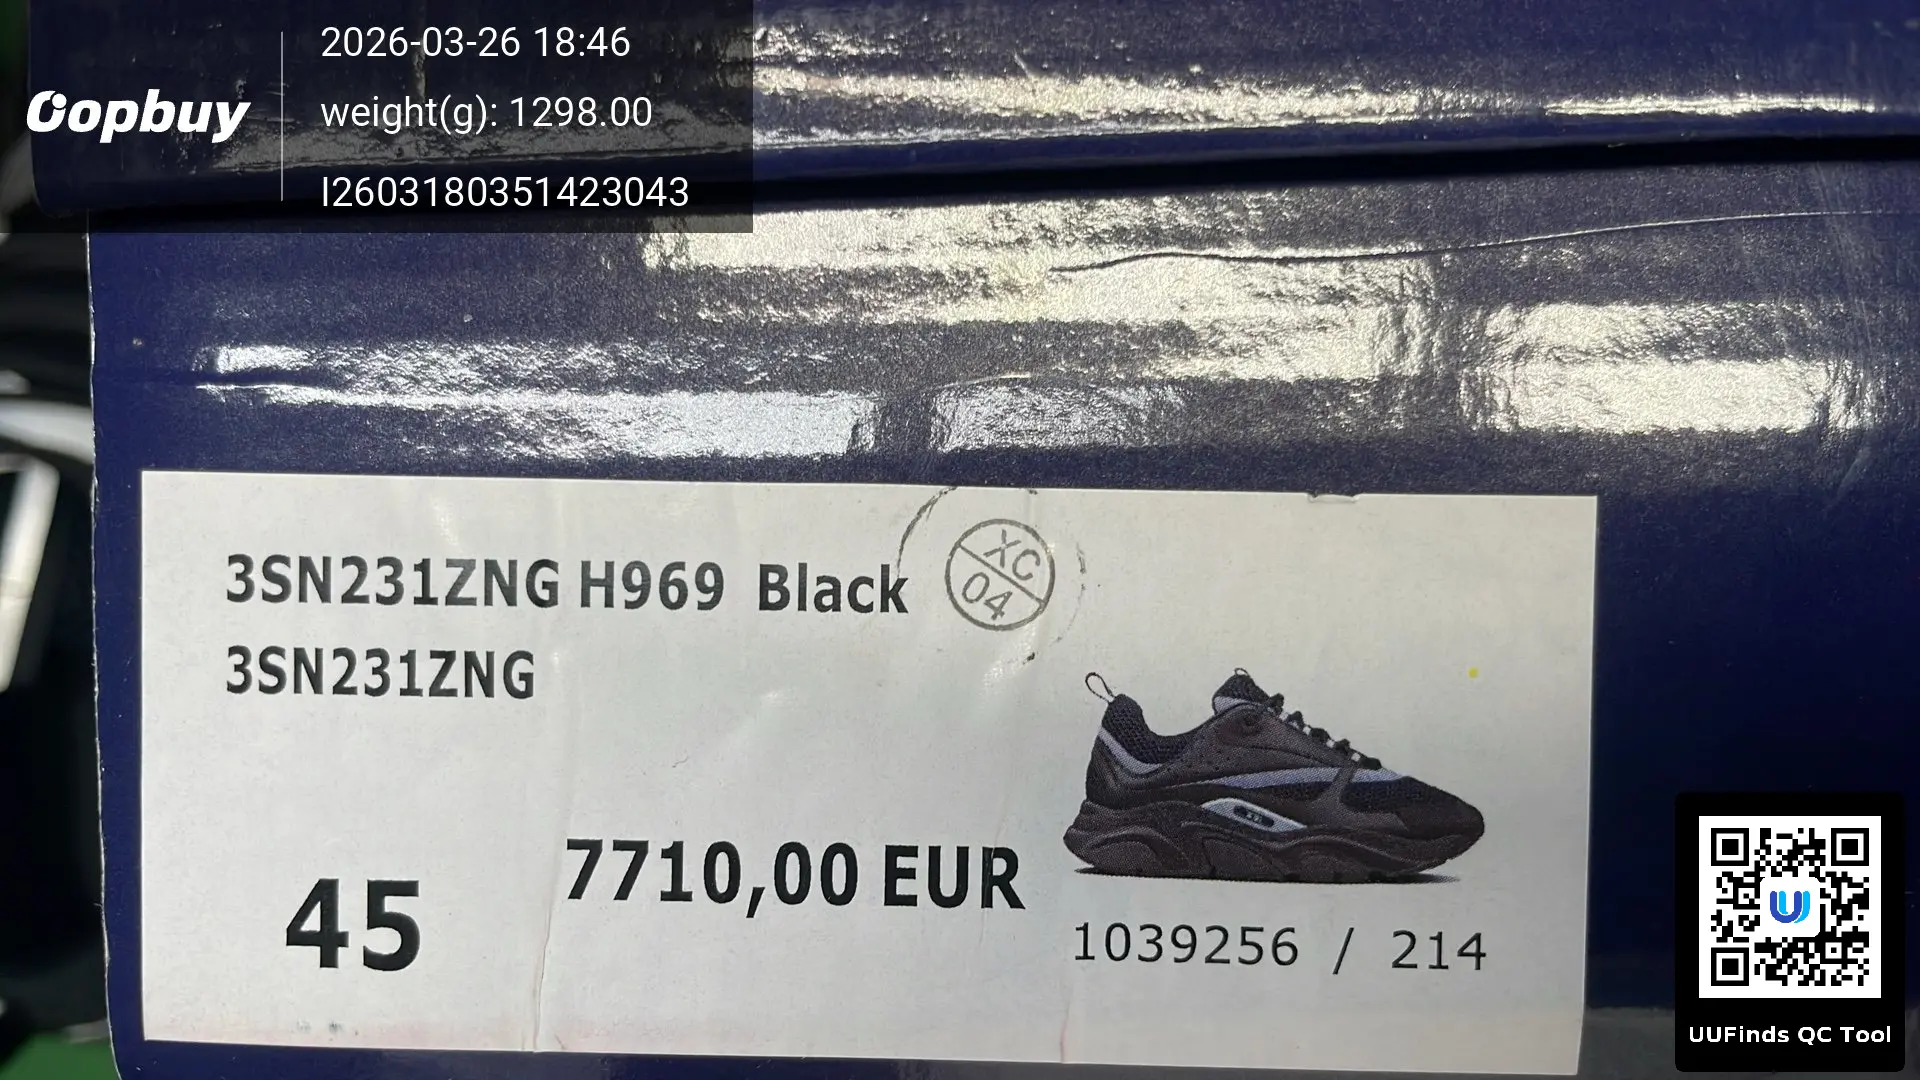 2026-03-26 18:46
Oopbuy
weight(g): 1298.00
I2603180351423043
3SN231ZNG H969 Black
XC
04
3SN231ZNG
45
7710,00 EUR
1039256 / 214
UUFinds QC Tool